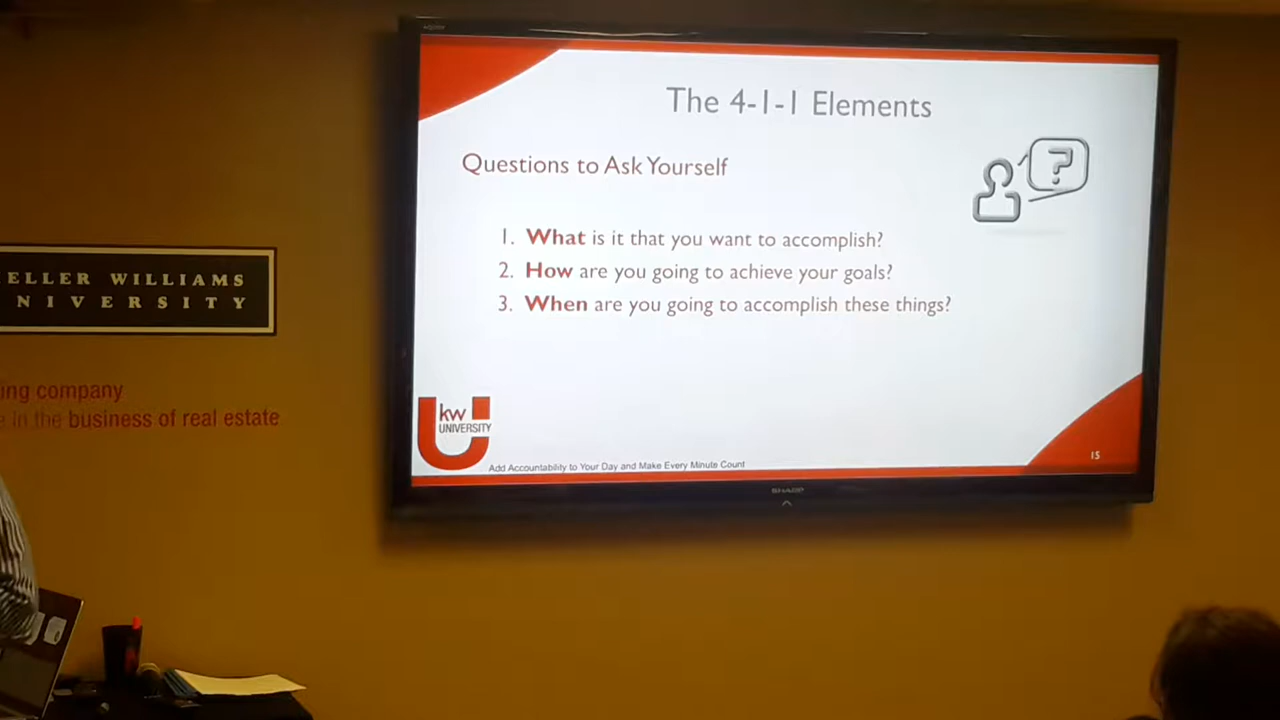 The 4-1-1 Elements
Questions to Ask Yourself
?
1. What is it that you want to accomplish?
2. How are you going to achieve your goals?
3. When are you going to accomplish these things?
kw
UNIVERSITY
Add Accountability to Your Day and Make Every Minute Count
15
SHARP
ELLER WILLIAMS
NIVERSITY
ing company
e in the business of real estate